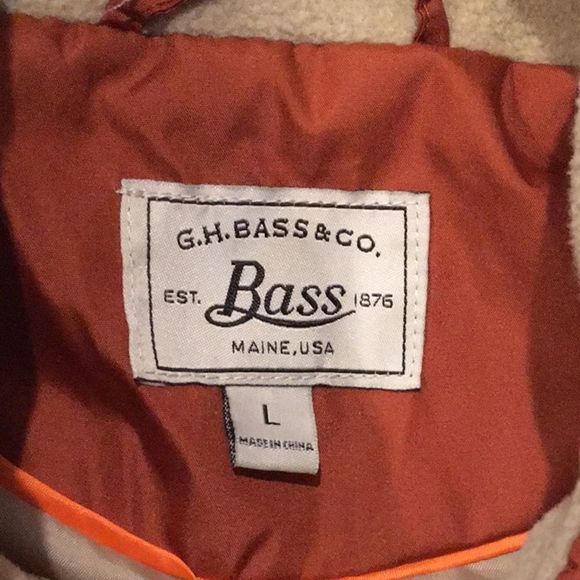 G.H.BASS&CO.
EST. Bass 1876
MAINE, USA
L
MADE IN CHINA